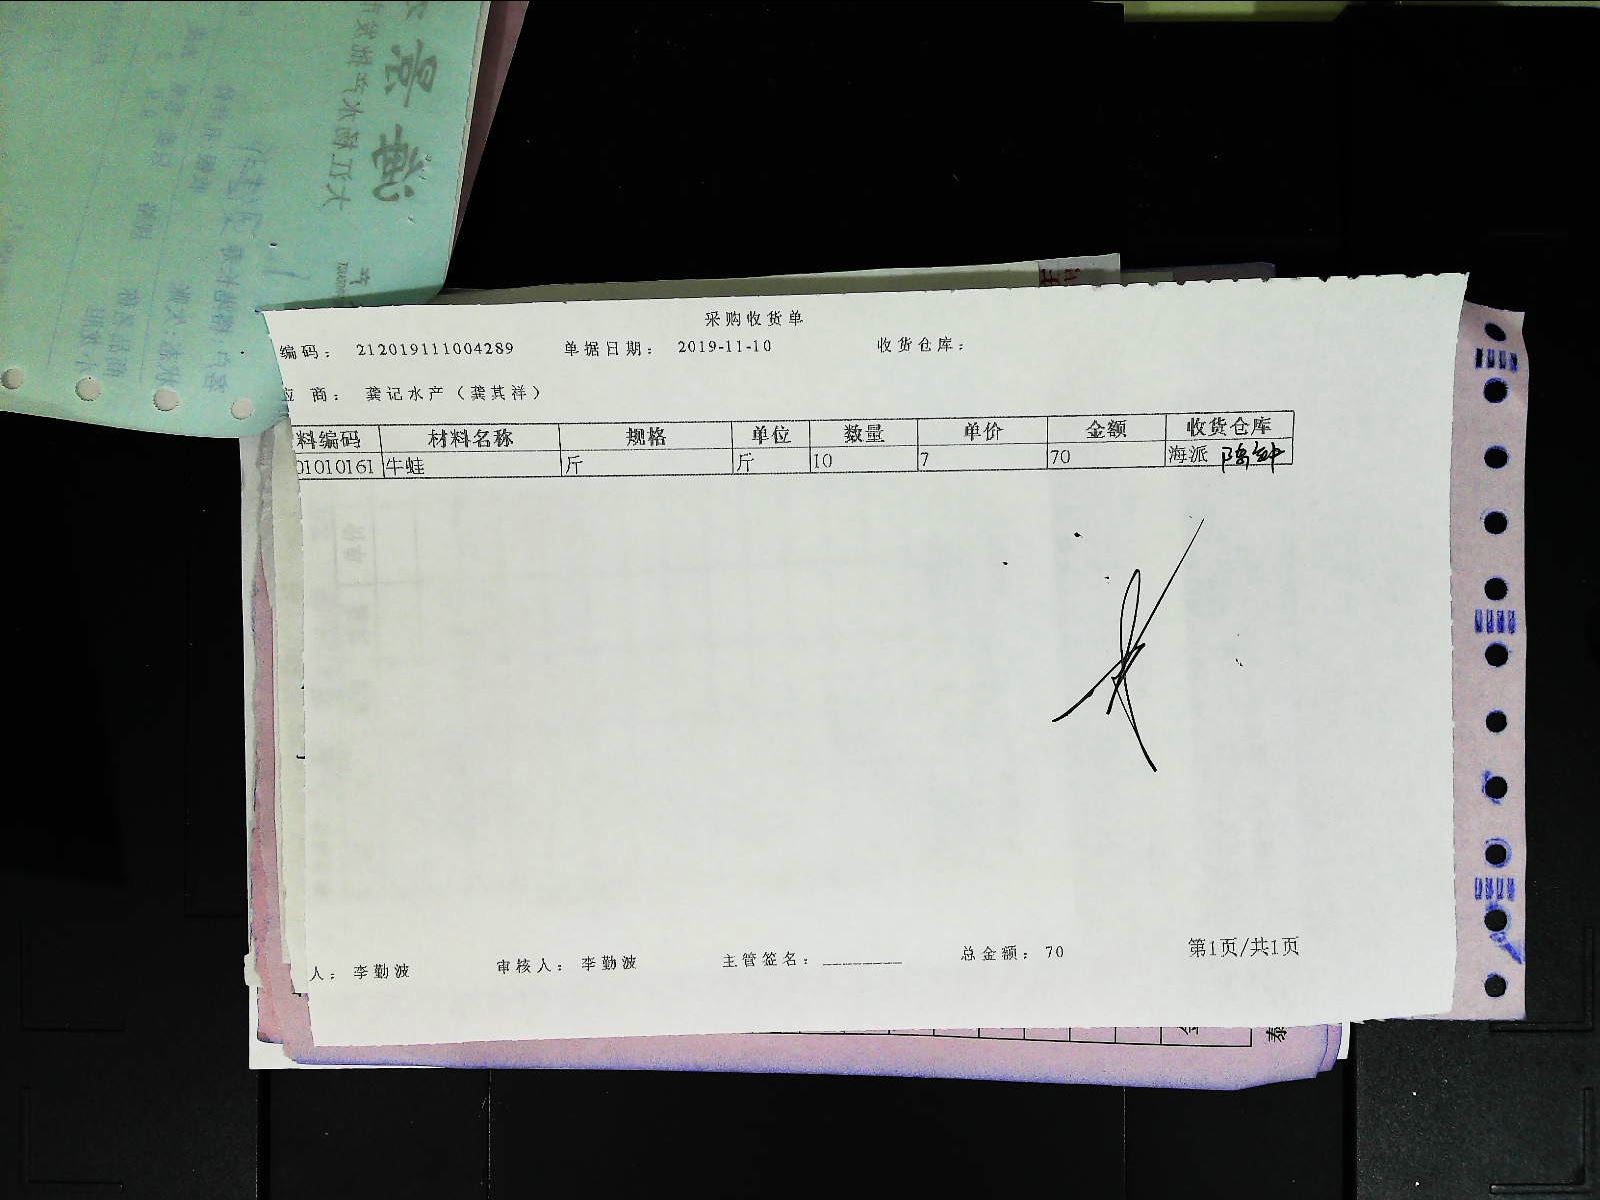 采购收货单
编码： 212019111004289 单据日期： 2019-11-10 收货仓库：
应 商： 龚记水产（龚其祥）
料编码 材料名称 规格 单位 数量 单价 金额 收货仓库
01010161 牛蛙 斤 斤 10 7 70 海派
人： 李勤波 审核人： 李勤波 主管签名：________ 总金额： 70 第1页/共1页